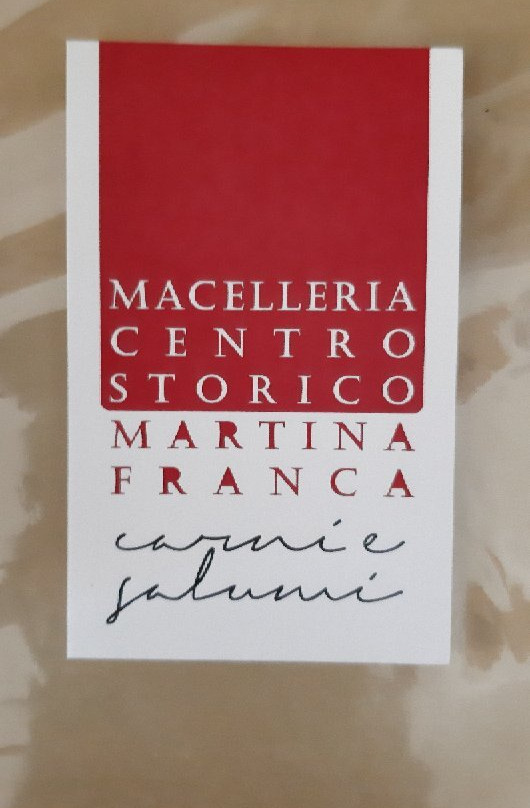 MACELLERIA
CENTRO
STORICO
MARTINA
FRANCA
carni e
salumi